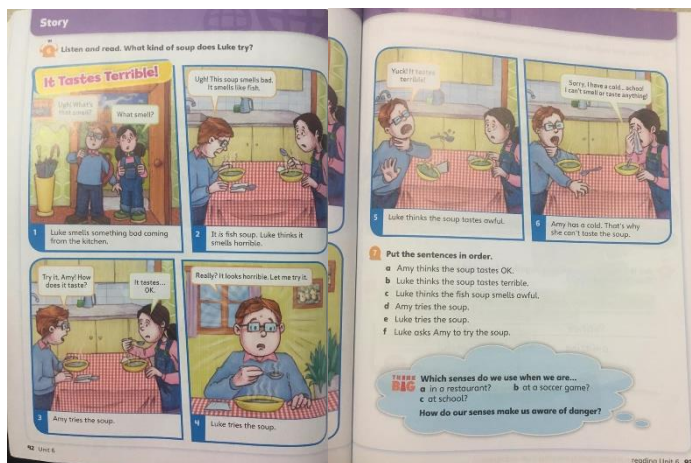 Story
6 Listen and read. What kind of soup does Luke try?
It Tastes Terrible!
Ugh! What's
that smell?
What smell?
1 Luke smells something bad coming
from the kitchen.
Ugh! This soup smells bad.
It smells like fish.
2 It is fish soup. Luke thinks it
smells horrible.
Try it, Amy! How
does it taste?
It tastes...
OK.
3 Amy tries the soup.
Really? It looks horrible. Let me try it.
4 Luke tries the soup.
92 Unit 6
Yuck! It tastes
terrible!
5 Luke thinks the soup tastes awful.
Sorry, I have a cold... achoo!
I can't smell or taste anything!
6 Amy has a cold. That's why
she can't taste the soup.
7 Put the sentences in order.
a Amy thinks the soup tastes OK.
b Luke thinks the soup tastes terrible.
c Luke thinks the fish soup smells awful.
d Amy tries the soup.
e Luke tries the soup.
f Luke asks Amy to try the soup.
THINK
BIG
Which senses do we use when we are...
a in a restaurant? b at a soccer game?
c at school?
How do our senses make us aware of danger?
reading Unit 6